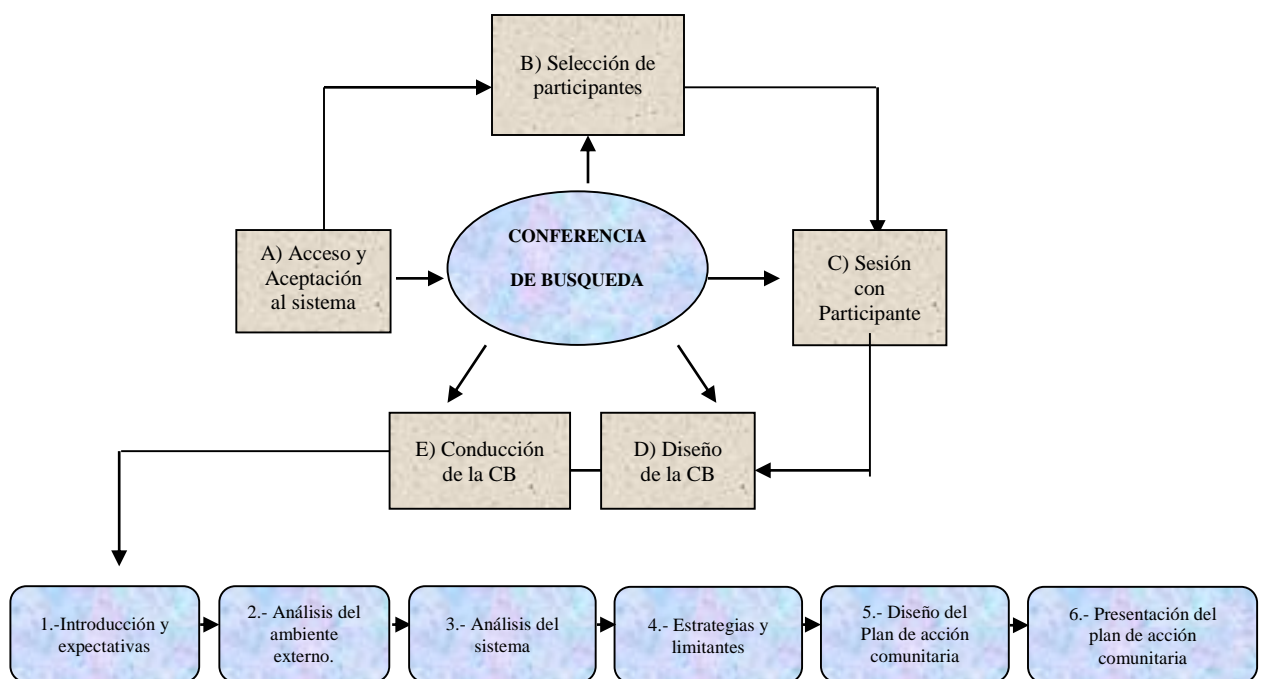 B) Selección de
participantes
A) Acceso y
Aceptación
al sistema
CONFERENCIA
DE BUSQUEDA
C) Sesión
con
Participante
E) Conducción
de la CB
D) Diseño
de la CB
1.-Introducción y
expectativas
2.- Análisis del
ambiente
externo.
3.- Análisis del
sistema
4.- Estrategias y
limitantes
5.- Diseño del
Plan de acción
comunitaria
6.- Presentación del
plan de acción
comunitaria